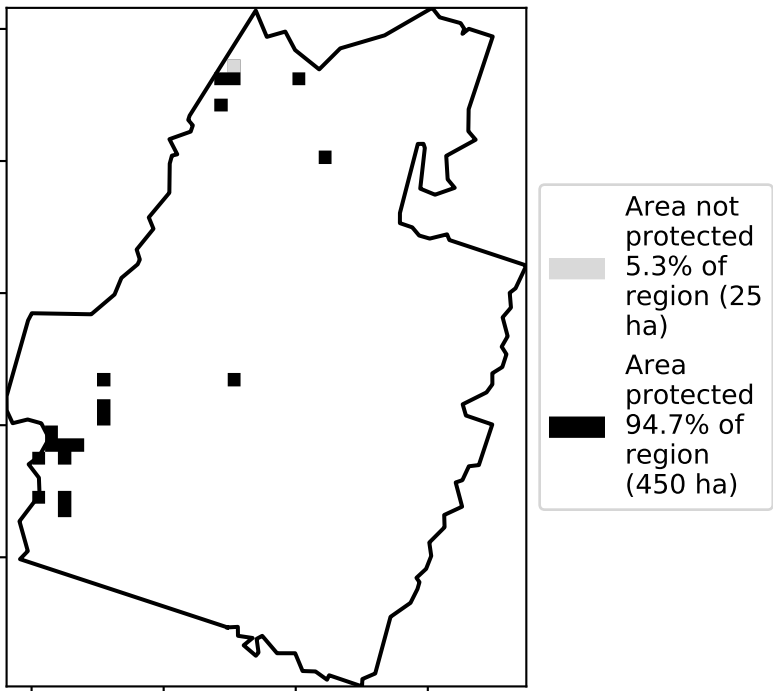 Area not
protected
5.3% of
region (25
ha)
Area
protected
94.7% of
region
(450 ha)